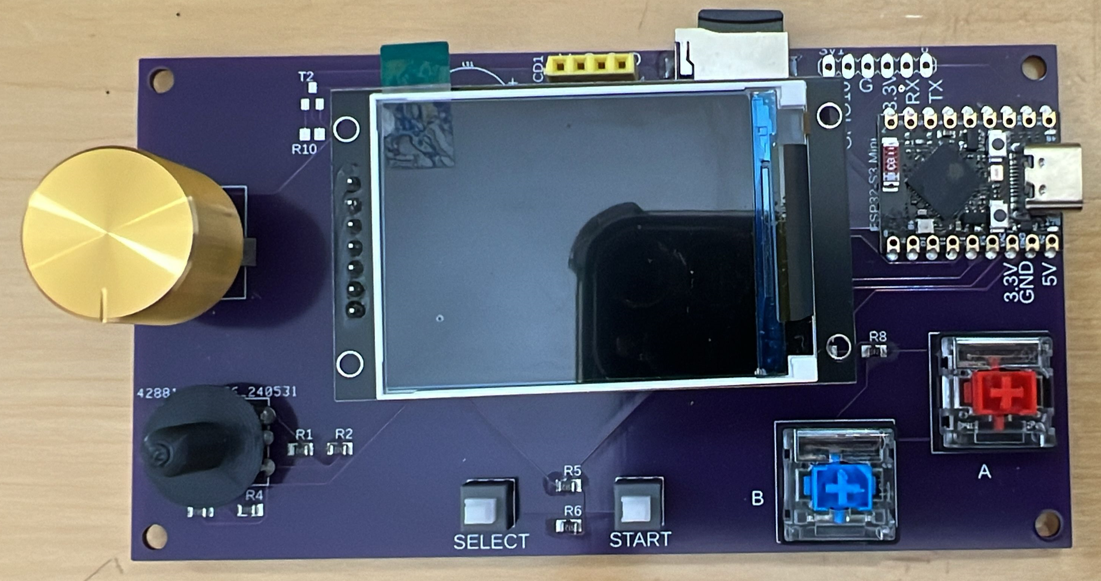 T2
R10
CD1
G
3.3V
RX
TX
ESP32-S3 Mini
3.3V
GND
5V
R8
R1
R2
R4
R5
R6
SELECT
START
B
A